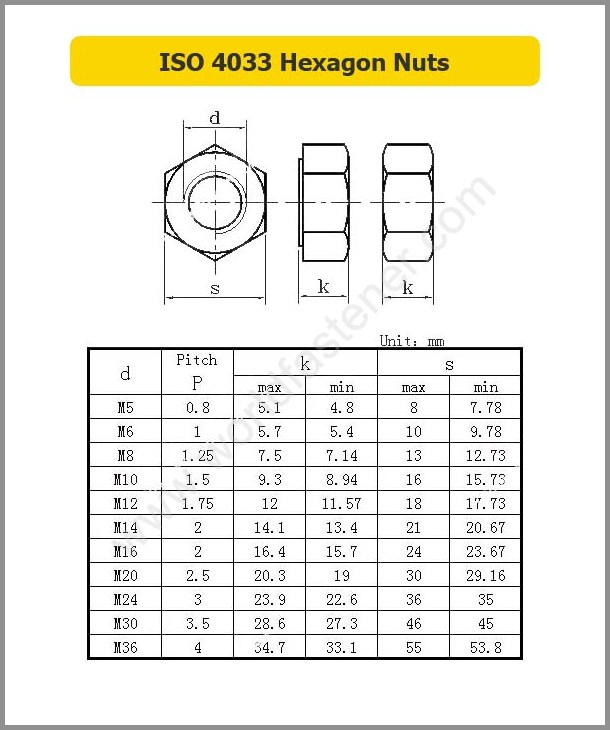 ISO 4033 Hexagon Nuts
d
s
k
k
Unit: mm
d Pitch P k s
max min max min
M5 0.8 5.1 4.8 8 7.78
M6 1 5.7 5.4 10 9.78
M8 1.25 7.5 7.14 13 12.73
M10 1.5 9.3 8.94 16 15.73
M12 1.75 12 11.57 18 17.73
M14 2 14.1 13.4 21 20.67
M16 2 16.4 15.7 24 23.67
M20 2.5 20.3 19 30 29.16
M24 3 23.9 22.6 36 35
M30 3.5 28.6 27.3 46 45
M36 4 34.7 33.1 55 53.8
www.worldfastener.com